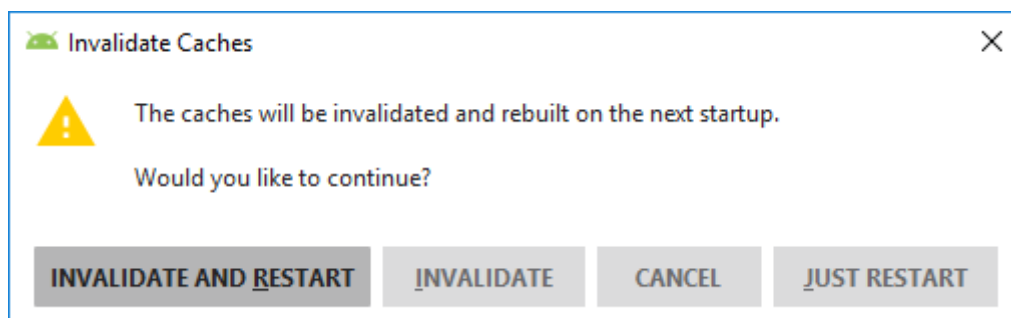 Invalidate Caches
The caches will be invalidated and rebuilt on the next startup.
Would you like to continue?
INVALIDATE AND RESTART INVALIDATE CANCEL JUST RESTART